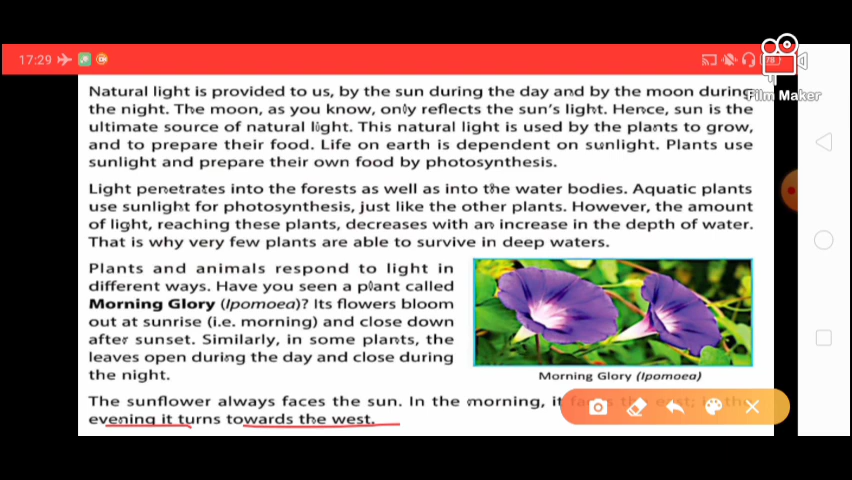 17:29
Film Maker
Natural light is provided to us, by the sun during the day and by the moon during
the night. The moon, as you know, only reflects the sun's light. Hence, sun is the
ultimate source of natural light. This natural light is used by the plants to grow,
and to prepare their food. Life on earth is dependent on sunlight. Plants use
sunlight and prepare their own food by photosynthesis.
Light penetrates into the forests as well as into the water bodies. Aquatic plants
use sunlight for photosynthesis, just like the other plants. However, the amount
of light, reaching these plants, decreases with an increase in the depth of water.
That is why very few plants are able to survive in deep waters.
Plants and animals respond to light in
different ways. Have you seen a plant called
Morning Glory (Ipomoea)? Its flowers bloom
out at sunrise (i.e. morning) and close down
after sunset. Similarly, in some plants, the
leaves open during the day and close during
the night.
Morning Glory (Ipomoea)
The sunflower always faces the sun. In the morning, it faces the east; in the
evening it turns towards the west.